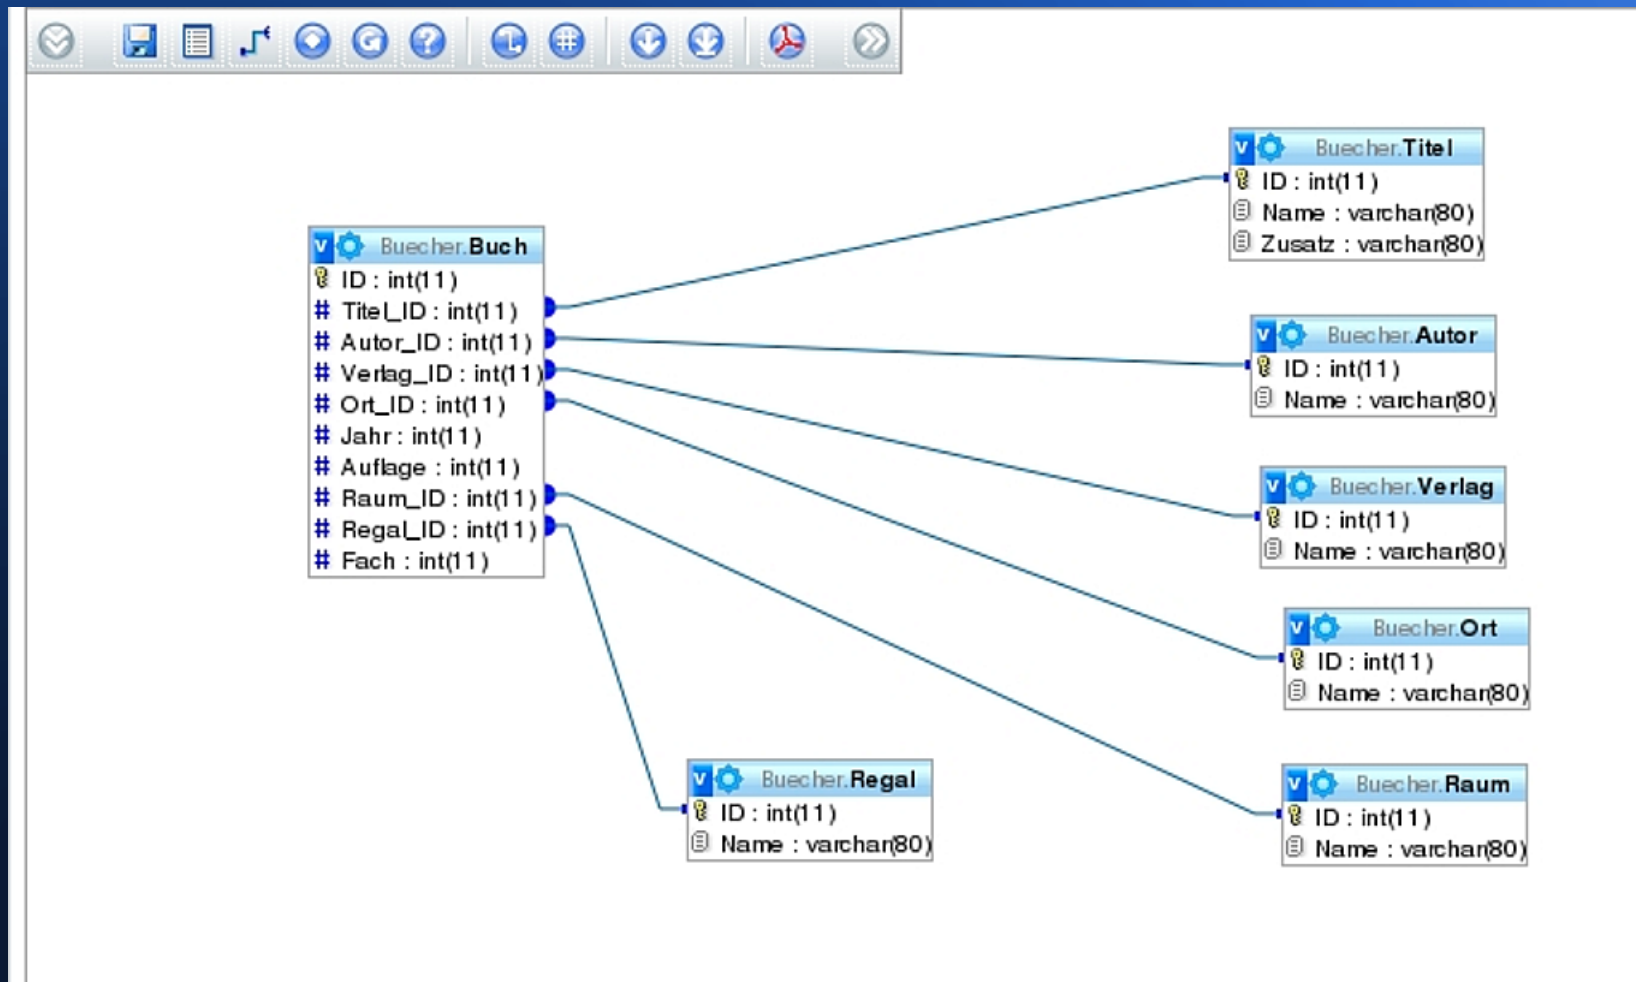 Buecher.Buch
ID : int(11)
Titel_ID : int(11)
Autor_ID : int(11)
Verlag_ID : int(11)
Ort_ID : int(11)
Jahr : int(11)
Auflage : int(11)
Raum_ID : int(11)
Regal_ID : int(11)
Fach : int(11)
Buecher.Titel
ID : int(11)
Name : varchar(80)
Zusatz : varchar(80)
Buecher.Autor
ID : int(11)
Name : varchar(80)
Buecher.Verlag
ID : int(11)
Name : varchar(80)
Buecher.Ort
ID : int(11)
Name : varchar(80)
Buecher.Regal
ID : int(11)
Name : varchar(80)
Buecher.Raum
ID : int(11)
Name : varchar(80)